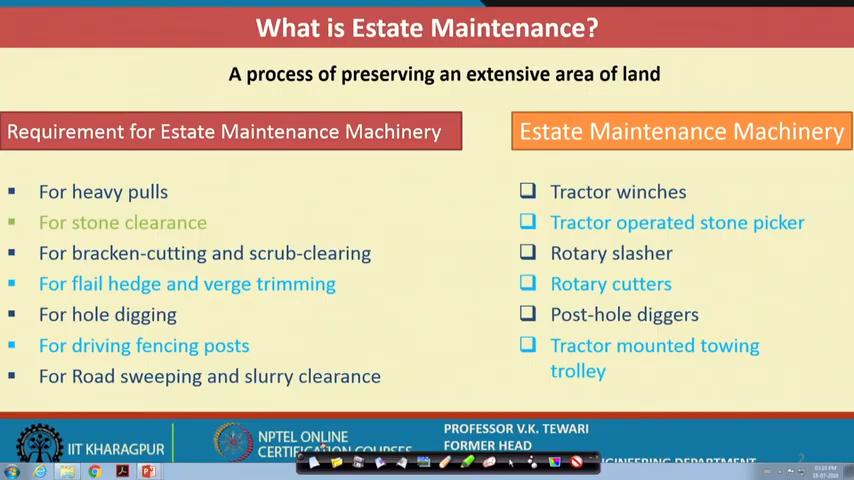 What is Estate Maintenance?
A process of preserving an extensive area of land
Requirement for Estate Maintenance Machinery
For heavy pulls
For stone clearance
For bracken-cutting and scrub-clearing
For flail hedge and verge trimming
For hole digging
For driving fencing posts
For Road sweeping and slurry clearance
Estate Maintenance Machinery
Tractor winches
Tractor operated stone picker
Rotary slasher
Rotary cutters
Post-hole diggers
Tractor mounted towing
trolley
IIT KHARAGPUR
NPTEL ONLINE
CERTIFICATION COURSES
PROFESSOR V.K. TEWARI
FORMER HEAD
ENGINEERING DEPARTMENT
2